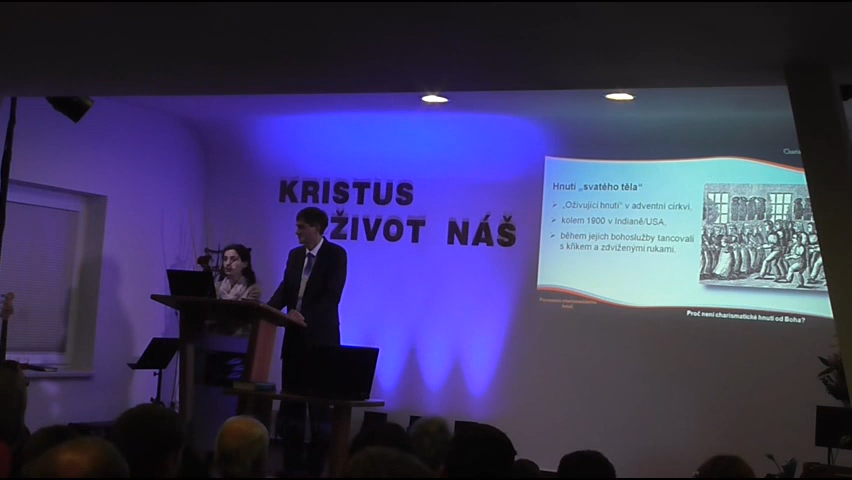 KRISTUS
ŽIVOT NÁŠ
Hnutí „svatého těla“
➢ „Oživující hnutí“ v adventní církvi,
➢ kolem 1900 v Indianě/USA,
➢ během jejich bohoslužby tancovali
s křikem a zdviženými rukami.
Proč není charismatické hnutí od Boha?